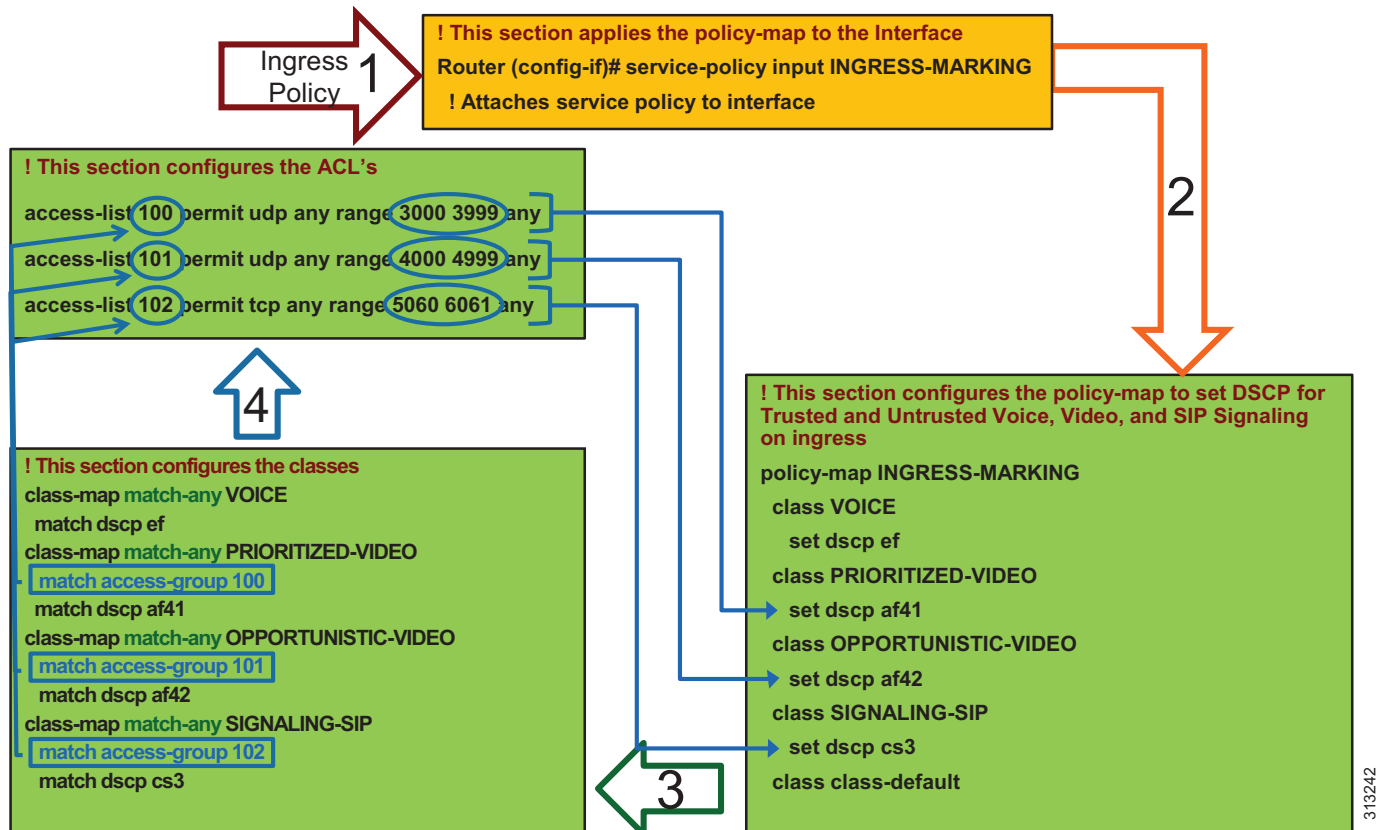 Ingress
Policy
1
! This section applies the policy-map to the Interface
Router (config-if)# service-policy input INGRESS-MARKING
! Attaches service policy to interface
2
! This section configures the ACL's
access-list 100 permit udp any range 3000 3999 any
access-list 101 permit udp any range 4000 4999 any
access-list 102 permit tcp any range 5060 6061 any
4
! This section configures the classes
class-map match-any VOICE
match dscp ef
class-map match-any PRIORITIZED-VIDEO
match access-group 100
match dscp af41
class-map match-any OPPORTUNISTIC-VIDEO
match access-group 101
match dscp af42
class-map match-any SIGNALING-SIP
match access-group 102
match dscp cs3
3
! This section configures the policy-map to set DSCP for
Trusted and Untrusted Voice, Video, and SIP Signaling
on ingress
policy-map INGRESS-MARKING
class VOICE
set dscp ef
class PRIORITIZED-VIDEO
set dscp af41
class OPPORTUNISTIC-VIDEO
set dscp af42
class SIGNALING-SIP
set dscp cs3
class class-default
313242